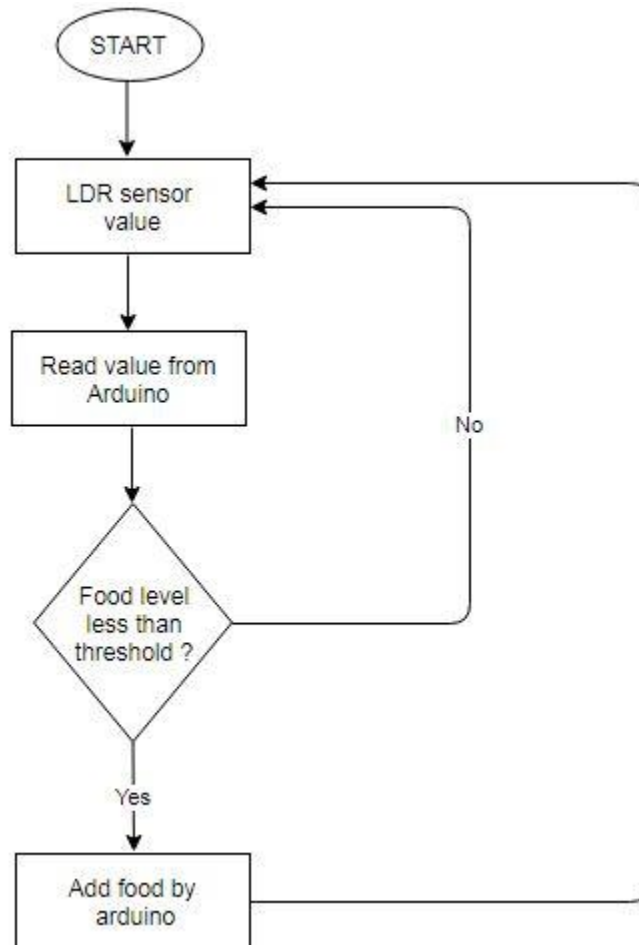 START
LDR sensor
value
Read value from
Arduino
No
Food level
less than
threshold ?
Yes
Add food by
arduino